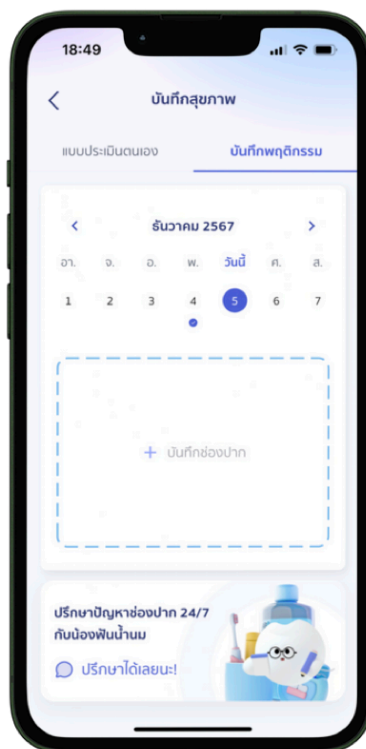 18:49
บันทึกสุขภาพ
แบบประเมินตนเอง บันทึกพฤติกรรม
ธันวาคม 2567
อา. จ. อ. พ. วันนี้ ศ. ส.
1 2 3 4 5 6 7
+ บันทึกช่องปาก
ปรึกษาปัญหาช่องปาก 24/7
กับน้องฟันน้ำนม
ปรึกษาได้เลยนะ!